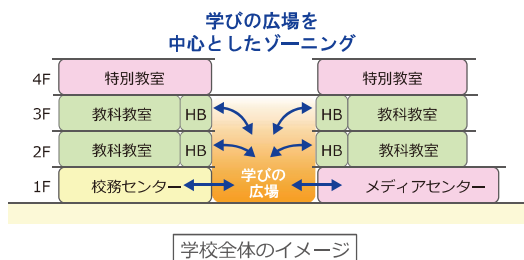 学びの広場を
中心としたゾーニング
4F 特別教室 特別教室
3F 教科教室 HB HB 教科教室
2F 教科教室 HB HB 教科教室
1F 校務センター 学びの 広場 メディアセンター
学校全体のイメージ